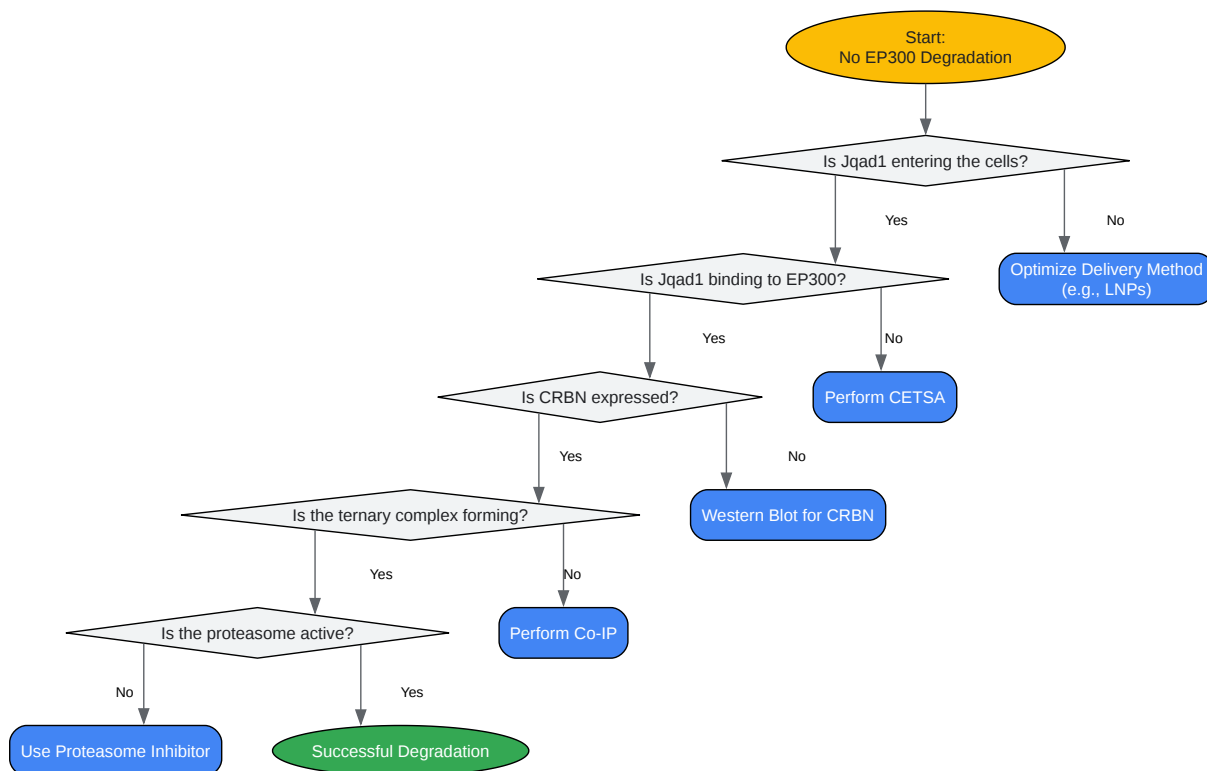 Start:
No EP300 Degradation
Is Jqad1 entering the cells?
Yes
No
Is Jqad1 binding to EP300?
Optimize Delivery Method
(e.g., LNPs)
Yes
No
Is CRBN expressed?
Perform CETSA
Yes
No
Is the ternary complex forming?
Western Blot for CRBN
Yes
No
Is the proteasome active?
Perform Co-IP
No
Yes
Use Proteasome Inhibitor
Successful Degradation